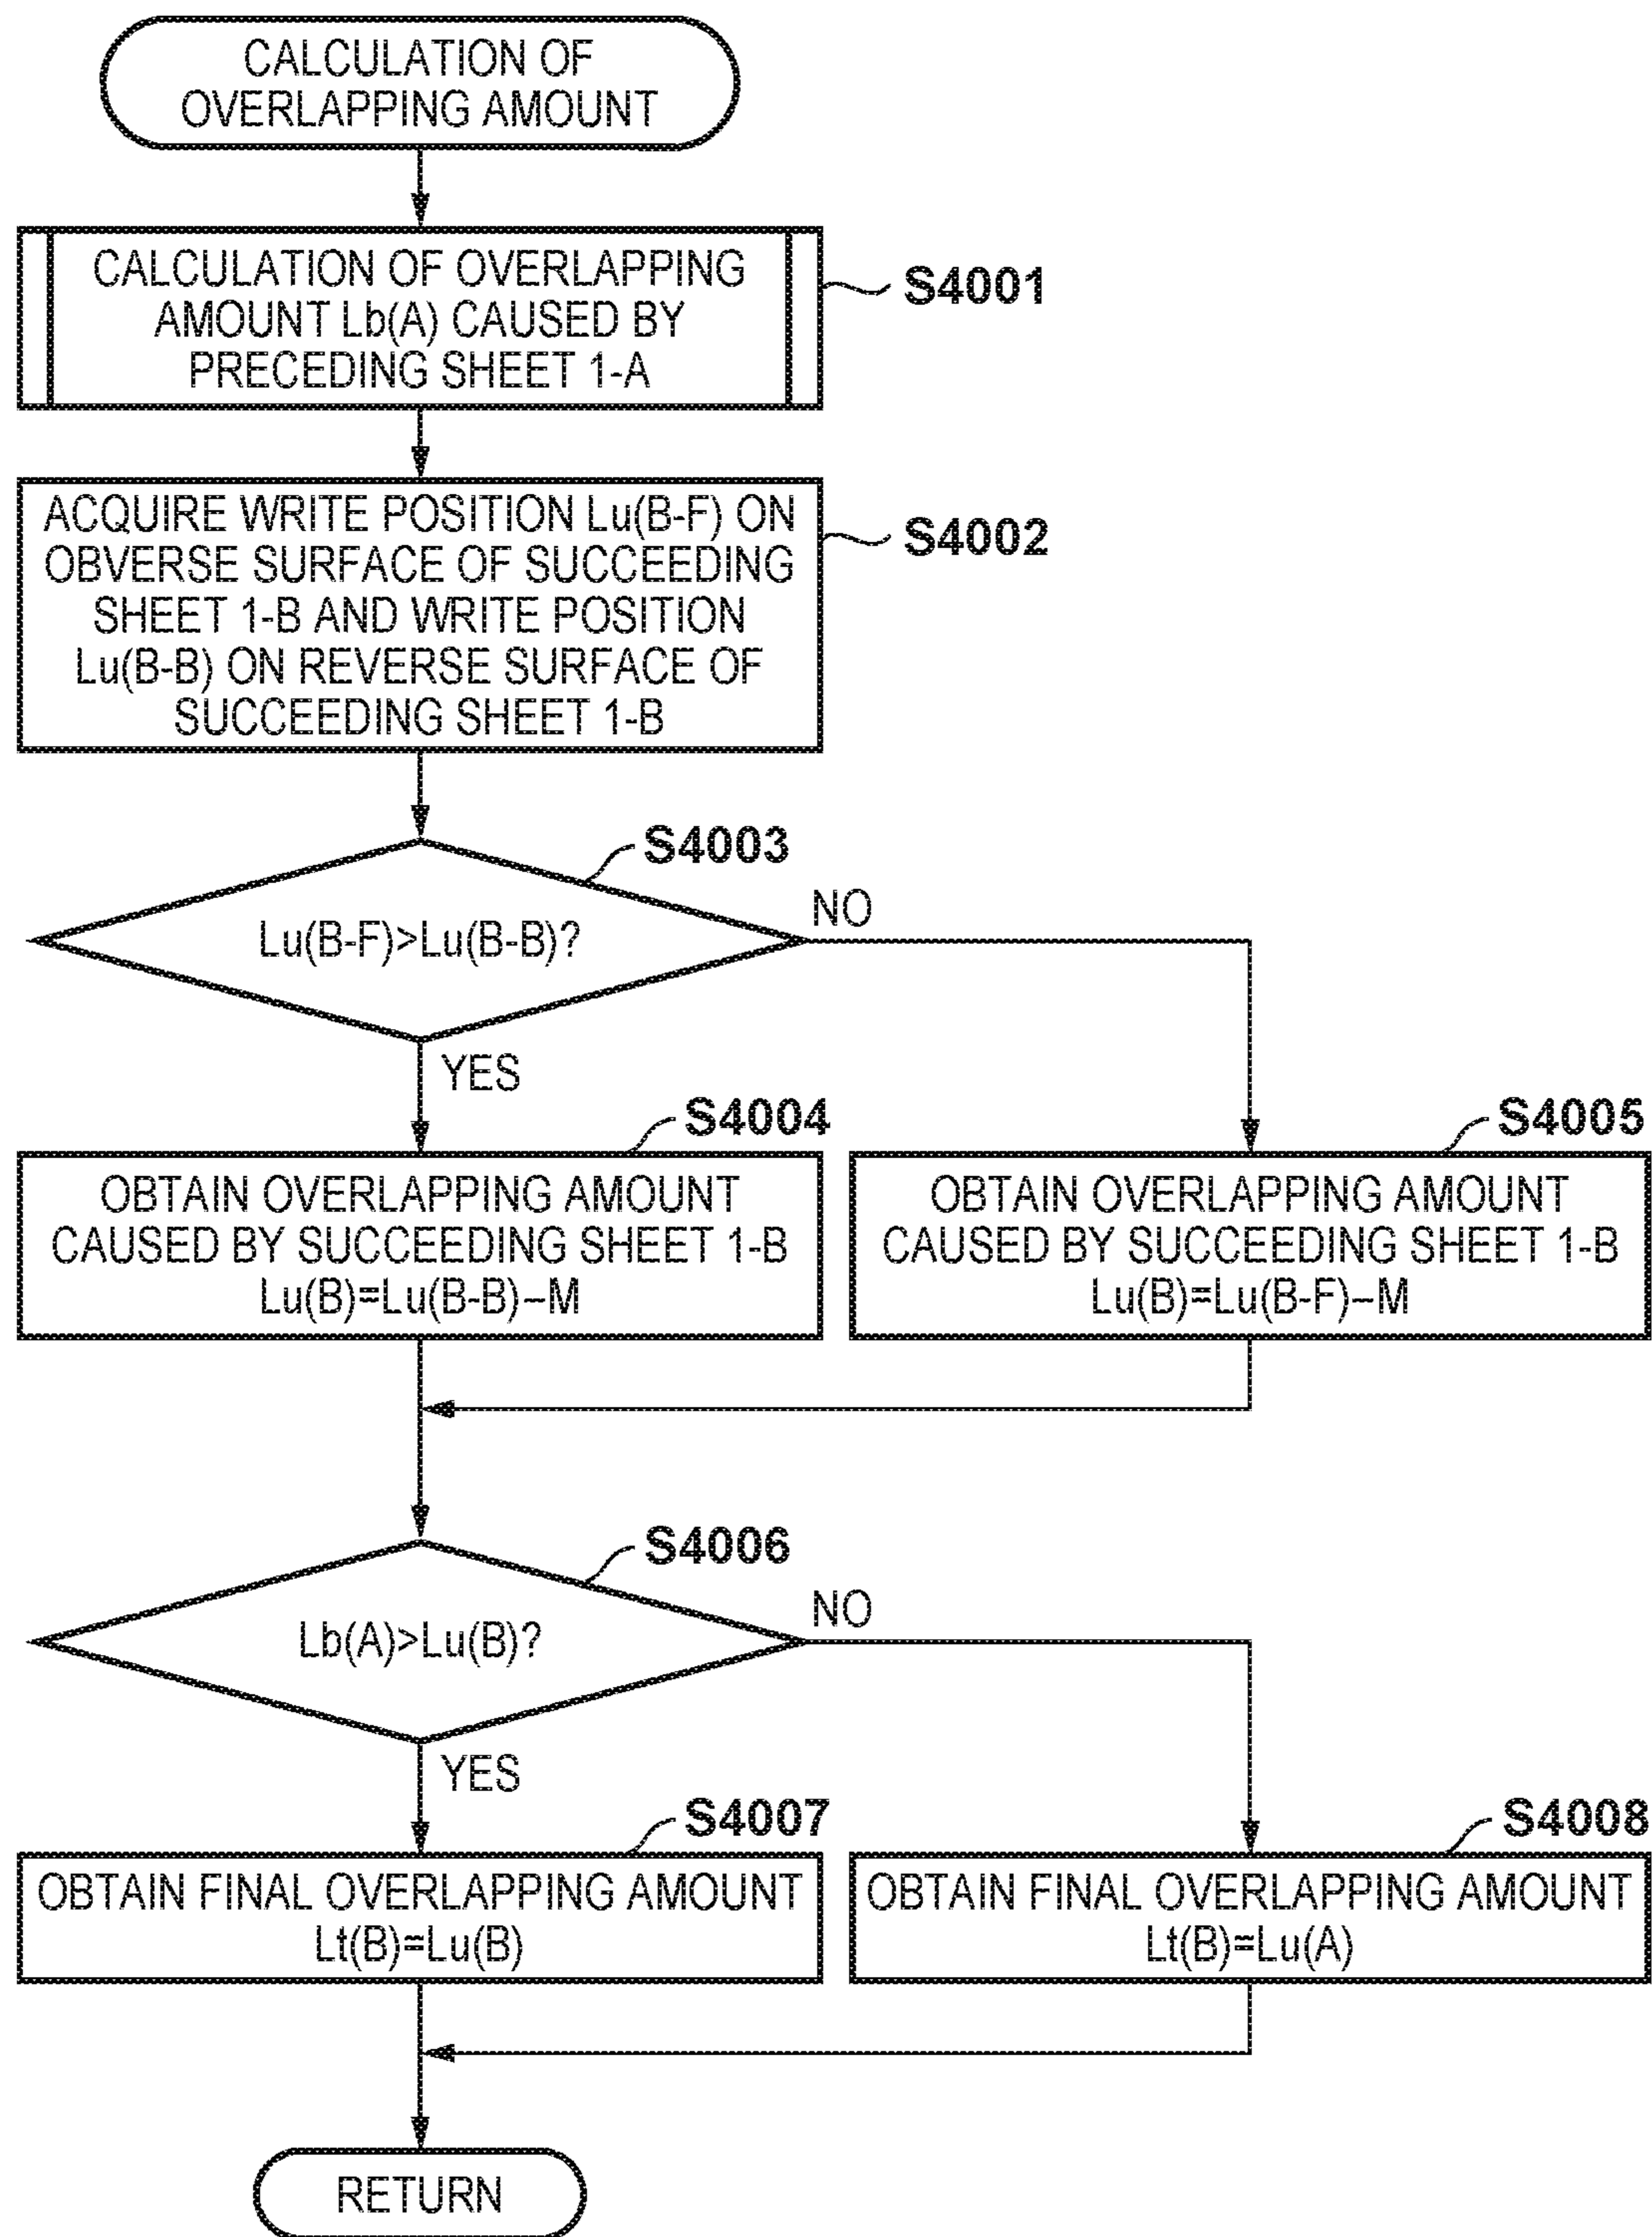 CALCULATION OF
OVERLAPPING AMOUNT
CALCULATION OF OVERLAPPING
AMOUNT Lb(A) CAUSED BY
PRECEDING SHEET 1-A
S4001
ACQUIRE WRITE POSITION Lu(B-F) ON
OBVERSE SURFACE OF SUCCEEDING
SHEET 1-B AND WRITE POSITION
Lu(B-B) ON REVERSE SURFACE OF
SUCCEEDING SHEET 1-B
S4002
S4003
Lu(B-F)>Lu(B-B)?
NO
YES
S4004
OBTAIN OVERLAPPING AMOUNT
CAUSED BY SUCCEEDING SHEET 1-B
Lu(B)=Lu(B-B)–M
S4005
OBTAIN OVERLAPPING AMOUNT
CAUSED BY SUCCEEDING SHEET 1-B
Lu(B)=Lu(B-F)–M
S4006
Lb(A)>Lu(B)?
NO
YES
S4007
OBTAIN FINAL OVERLAPPING AMOUNT
Lt(B)=Lu(B)
S4008
OBTAIN FINAL OVERLAPPING AMOUNT
Lt(B)=Lu(A)
RETURN